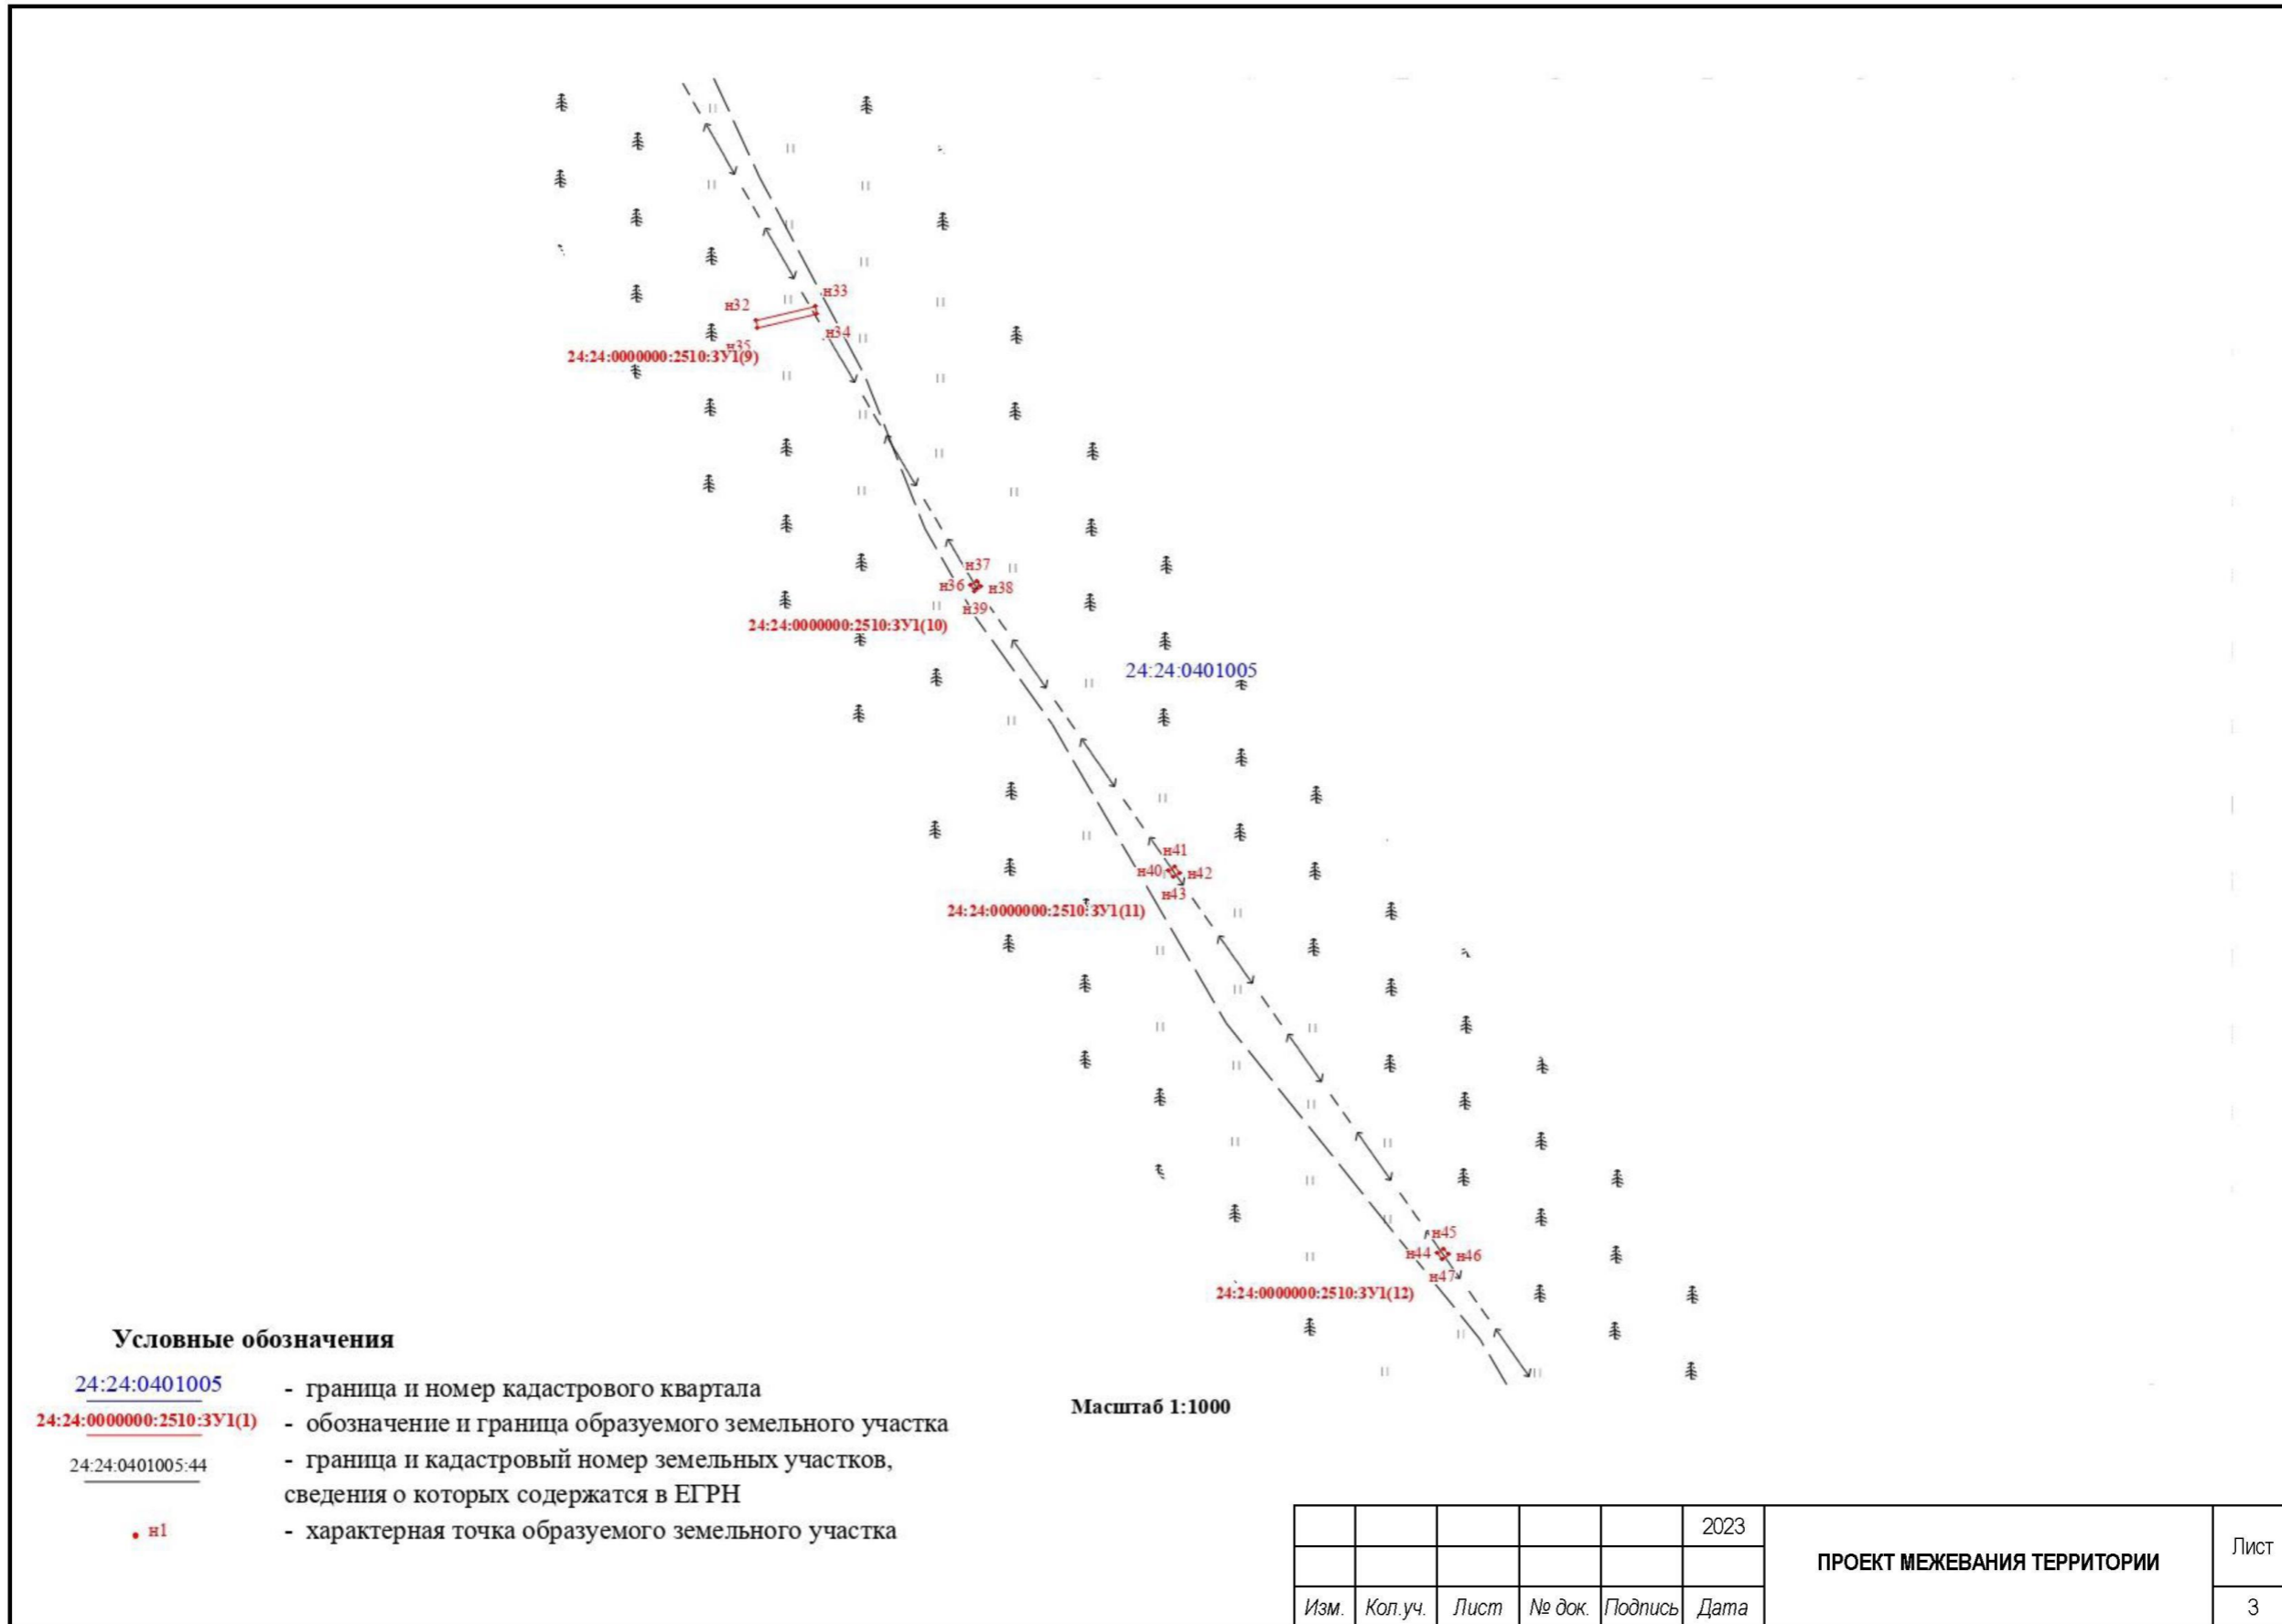 н33
н32
н34
н35
24:24:0000000:2510:ЗУ1(9)
н37
н36
н38
н39
24:24:0000000:2510:ЗУ1(10)
24:24:0401005
н41
н40
н42
н43
24:24:0000000:2510:ЗУ1(11)
н45
н44
н46
н47
24:24:0000000:2510:ЗУ1(12)
Условные обозначения
24:24:0401005 - граница и номер кадастрового квартала
24:24:0000000:2510:ЗУ1(1) - обозначение и граница образуемого земельного участка
24:24:0401005:44 - граница и кадастровый номер земельных участков,
сведения о которых содержатся в ЕГРН
н1 - характерная точка образуемого земельного участка
Масштаб 1:1000
2023
ПРОЕКТ МЕЖЕВАНИЯ ТЕРРИТОРИИ
Лист
Изм. Кол.уч. Лист № док. Подпись Дата
3